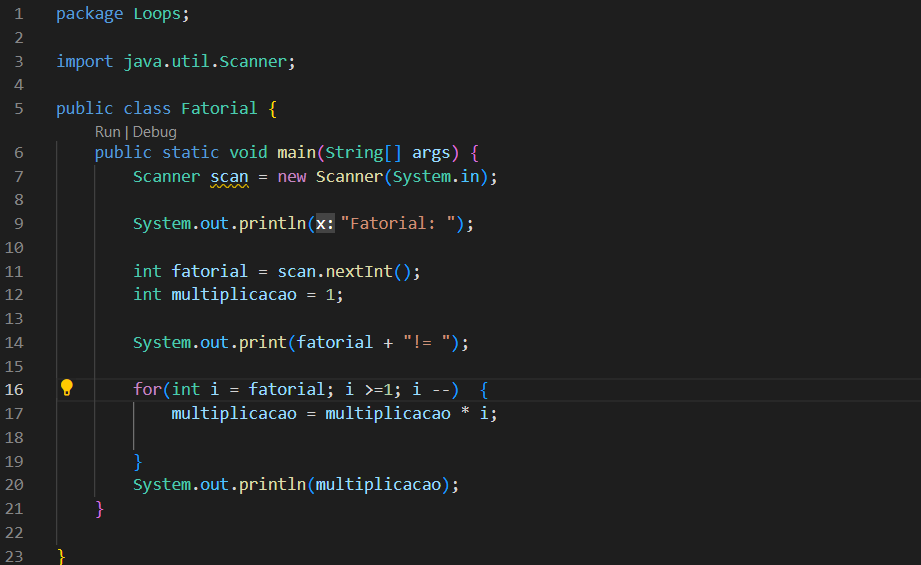 1 package Loops;
2
3 import java.util.Scanner;
4
5 public class Fatorial {
Run | Debug
6 public static void main(String[] args) {
7 Scanner scan = new Scanner(System.in);
8
9 System.out.println(x: "Fatorial: ");
10
11 int fatorial = scan.nextInt();
12 int multiplicacao = 1;
13
14 System.out.print(fatorial + "!= ");
15
16 for(int i = fatorial; i >=1; i --)  {
17 multiplicacao = multiplicacao * i;
18
19 }
20 System.out.println(multiplicacao);
21 }
22
23 }